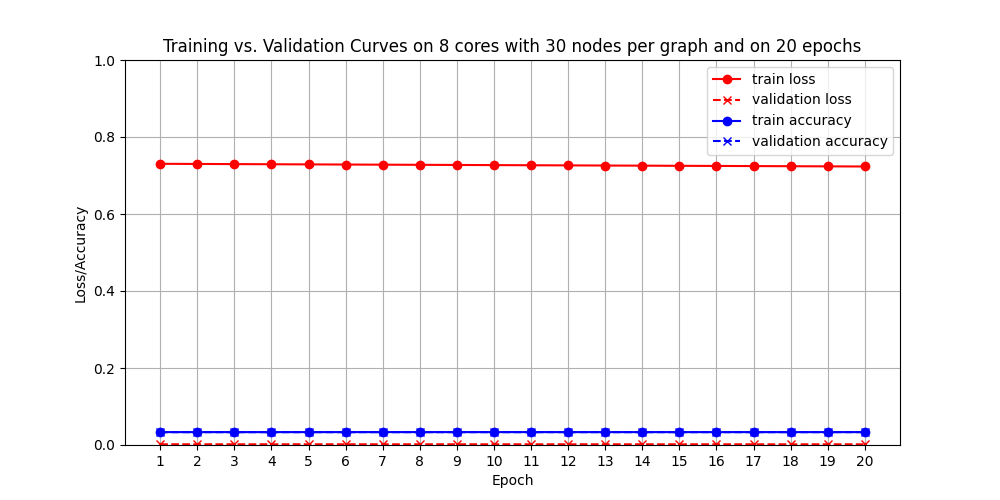 Training vs. Validation Curves on 8 cores with 30 nodes per graph and on 20 epochs
1.0
0.8
0.6
0.4
0.2
0.0
Loss/Accuracy
train loss
validation loss
train accuracy
validation accuracy
1 2 3 4 5 6 7 8 9 10 11 12 13 14 15 16 17 18 19 20
Epoch